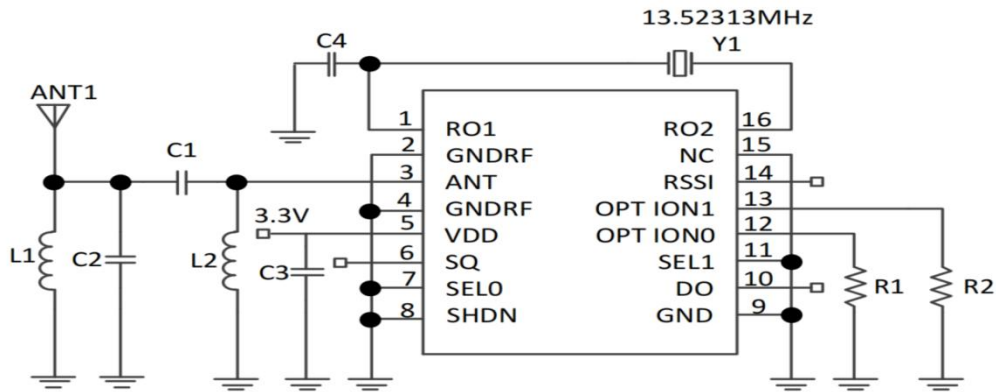 13.52313MHz
C4
Y1
ANT1
1 RO1 RO2 16
2 GNDRF NC 15
C1
3 ANT RSSI 14
4 GNDRF OPT ION1 13
3.3V
5 VDD OPT ION0 12
L1 C2 L2 C3
6 SQ SEL1 11
7 SEL0 DO 10
R1 R2
8 SHDN GND 9